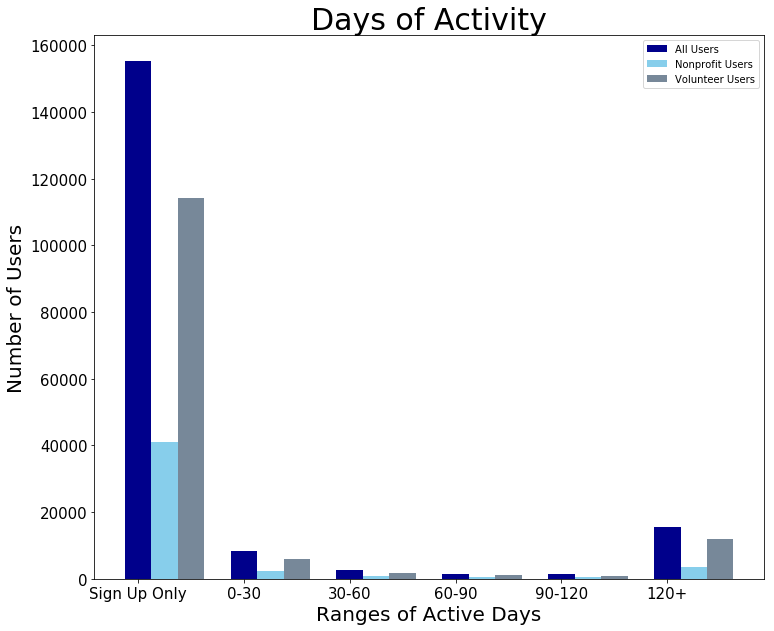 Days of Activity
All Users
Nonprofit Users
Volunteer Users
Number of Users
160000
140000
120000
100000
80000
60000
40000
20000
0
Sign Up Only 0-30 30-60 60-90 90-120 120+
Ranges of Active Days